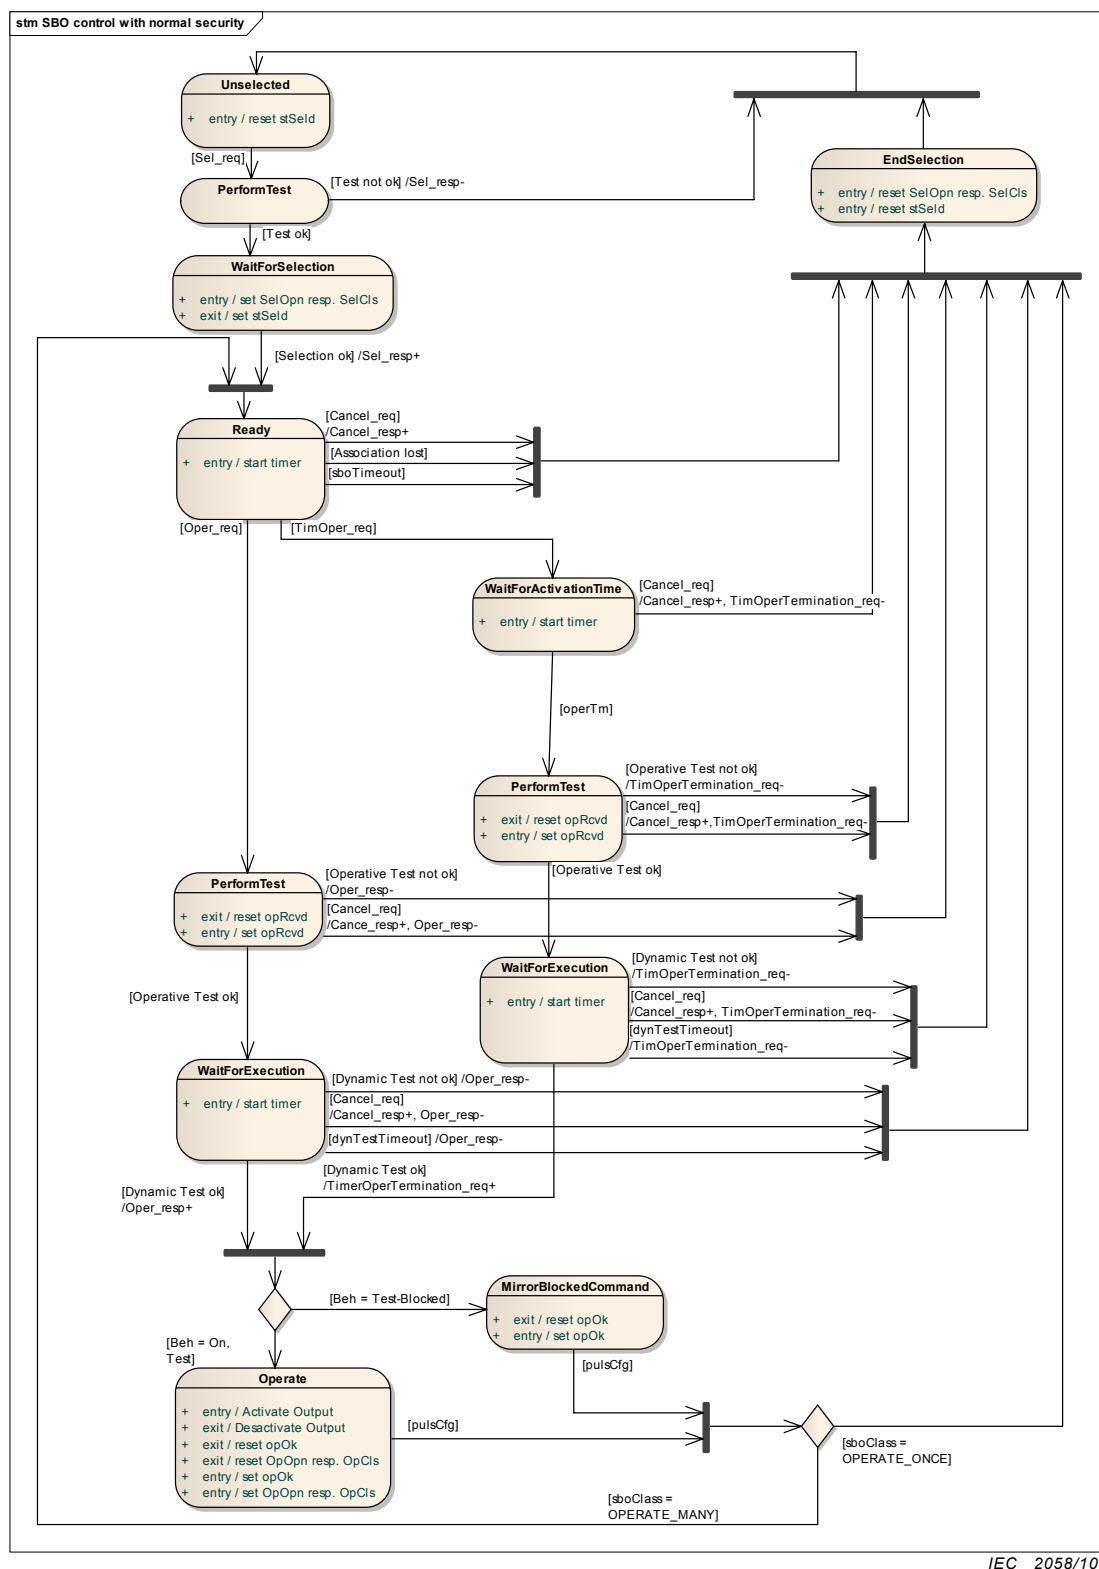 stm SBO control with normal security
Unselected
+ entry / reset stSeld
[Sel_req]
PerformTest
[Test not ok] /Sel_resp-
EndSelection
+ entry / reset SelOpn resp. SelCls
+ entry / reset stSeld
[Test ok]
WaitForSelection
+ entry / set SelOpn resp. SelCls
+ exit / set stSeld
[Selection ok] /Sel_resp+
Ready
+ entry / start timer
[Cancel_req]
/Cancel_resp+
[Association lost]
[sboTimeout]
[Oper_req]
[TimOper_req]
WaitForActivationTime
+ entry / start timer
[Cancel_req]
/Cancel_resp+, TimOperTermination_req-
[operTm]
PerformTest
+ exit / reset opRcvd
+ entry / set opRcvd
[Operative Test not ok]
/TimOperTermination_req-
[Cancel_req]
/Cancel_resp+,TimOperTermination_req-
[Operative Test ok]
PerformTest
+ exit / reset opRcvd
+ entry / set opRcvd
[Operative Test not ok]
/Oper_resp-
[Cancel_req]
/Cance_resp+, Oper_resp-
[Operative Test ok]
WaitForExecution
+ entry / start timer
[Dynamic Test not ok]
/TimOperTermination_req-
[Cancel_req]
/Cancel_resp+, TimOperTermination_req-
[dynTestTimeout]
/TimOperTermination_req-
WaitForExecution
+ entry / start timer
[Dynamic Test not ok] /Oper_resp-
[Cancel_req]
/Cancel_resp+, Oper_resp-
[dynTestTimeout] /Oper_resp-
[Dynamic Test ok]
/TimerOperTermination_req+
[Dynamic Test ok]
/Oper_resp+
[Beh = Test-Blocked]
MirrorBlockedCommand
+ exit / reset opOk
+ entry / set opOk
[Beh = On,
Test]
[pulsCfg]
Operate
+ entry / Activate Output
+ exit / Desactivate Output
+ exit / reset opOk
+ exit / reset OpOpn resp. OpCls
+ entry / set opOk
+ entry / set OpOpn resp. OpCls
[pulsCfg]
[sboClass =
OPERATE_ONCE]
[sboClass =
OPERATE_MANY]
IEC 2058/10